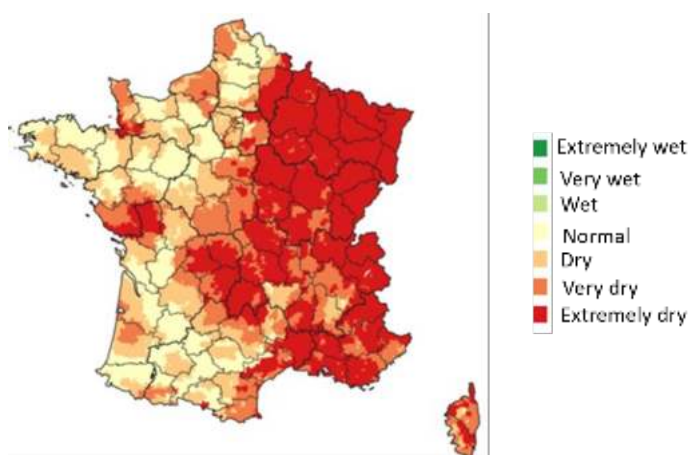 Extremely wet
Very wet
Wet
Normal
Dry
Very dry
Extremely dry